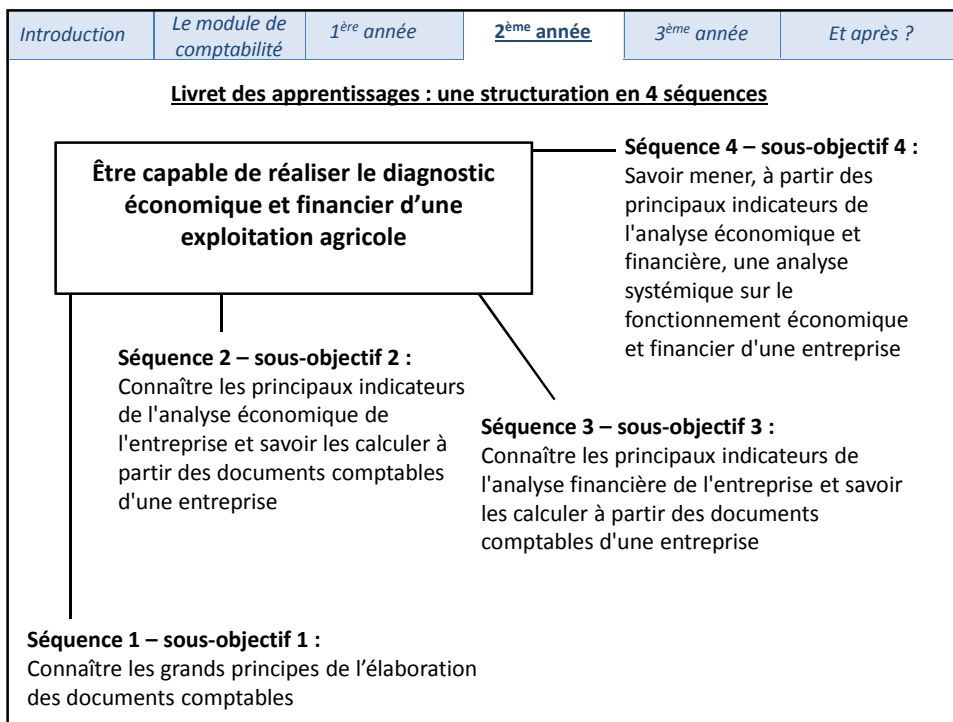 Introduction
Le module de
comptabilité
1ère année
2ème année
3ème année
Et après ?
Livret des apprentissages : une structuration en 4 séquences
Être capable de réaliser le diagnostic
économique et financier d’une
exploitation agricole
Séquence 4 – sous-objectif 4 :
Savoir mener, à partir des
principaux indicateurs de
l'analyse économique et
financière, une analyse
systémique sur le
fonctionnement économique
et financier d'une entreprise
Séquence 2 – sous-objectif 2 :
Connaître les principaux indicateurs
de l'analyse économique de
l'entreprise et savoir les calculer à
partir des documents comptables
d'une entreprise
Séquence 3 – sous-objectif 3 :
Connaître les principaux indicateurs de
l'analyse financière de l'entreprise et savoir
les calculer à partir des documents
comptables d'une entreprise
Séquence 1 – sous-objectif 1 :
Connaître les grands principes de l’élaboration
des documents comptables